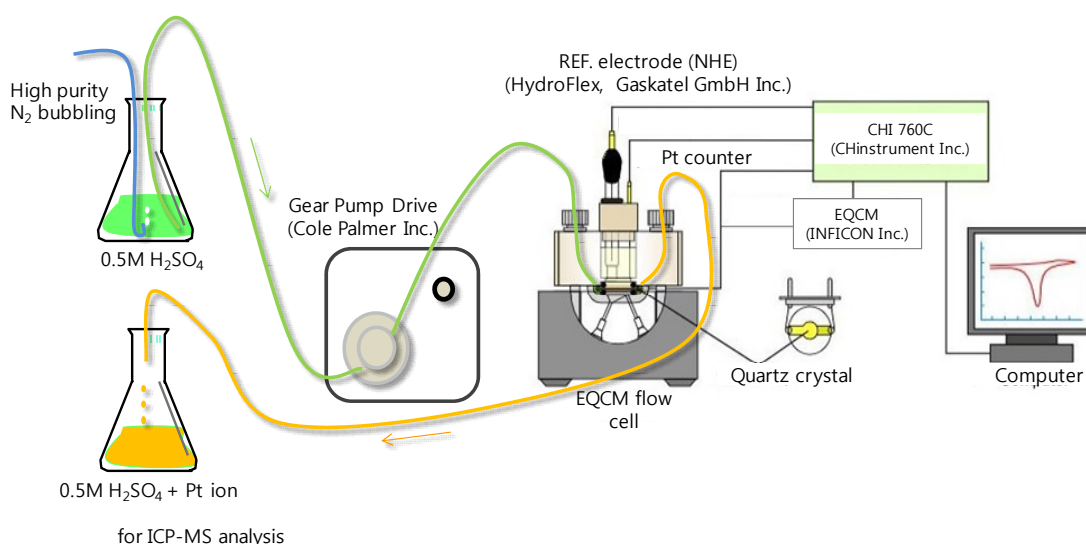 High purity
N₂ bubbling
0.5M H₂SO₄
Gear Pump Drive
(Cole Palmer Inc.)
REF. electrode (NHE)
(HydroFlex, Gaskatel GmbH Inc.)
Pt counter
CHI 760C
(CHinstrument Inc.)
EQCM
(INFICON Inc.)
Quartz crystal
Computer
EQCM flow
cell
0.5M H₂SO₄ + Pt ion
for ICP-MS analysis